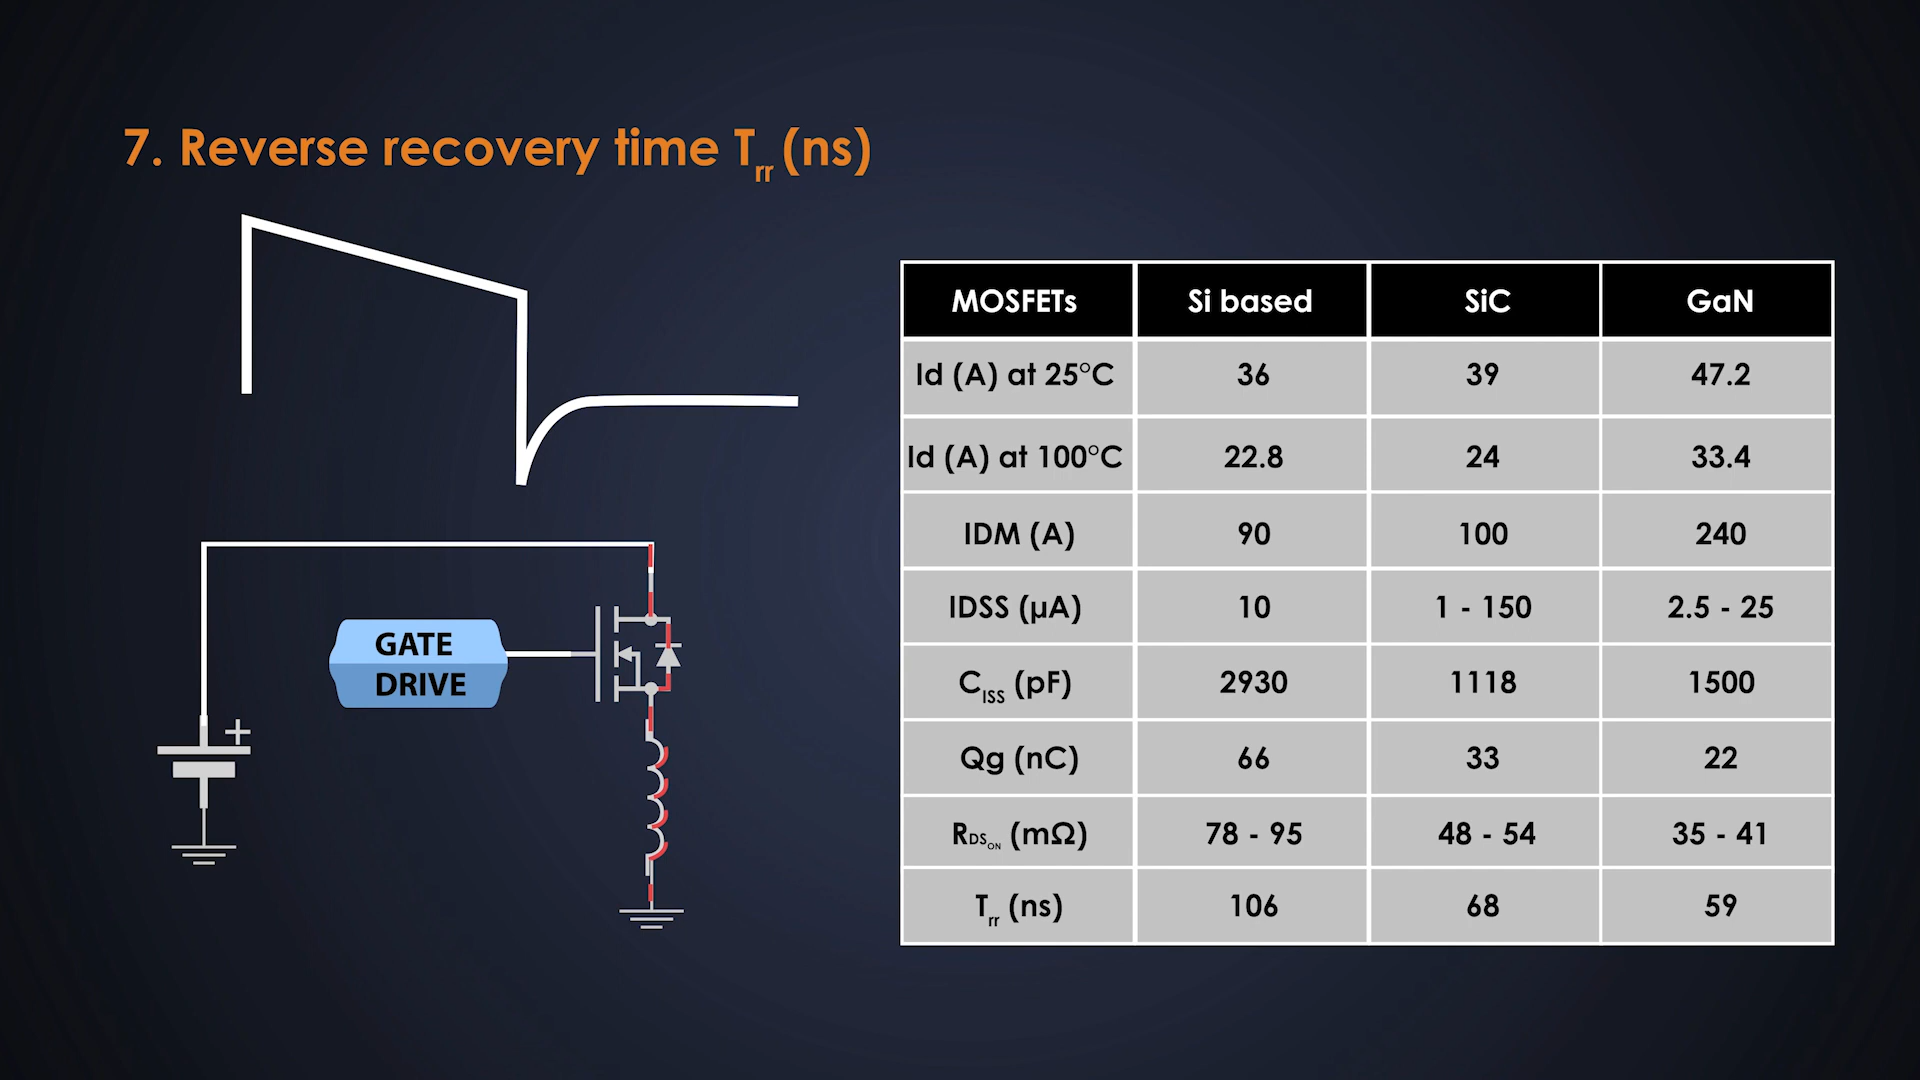 7. Reverse recovery time Trr (ns)
GATE
DRIVE
+
MOSFETs Si based SiC GaN
Id (A) at 25°C 36 39 47.2
Id (A) at 100°C 22.8 24 33.4
IDM (A) 90 100 240
IDSS (µA) 10 1 - 150 2.5 - 25
CISS (pF) 2930 1118 1500
Qg (nC) 66 33 22
RDSON (mΩ) 78 - 95 48 - 54 35 - 41
Trr (ns) 106 68 59